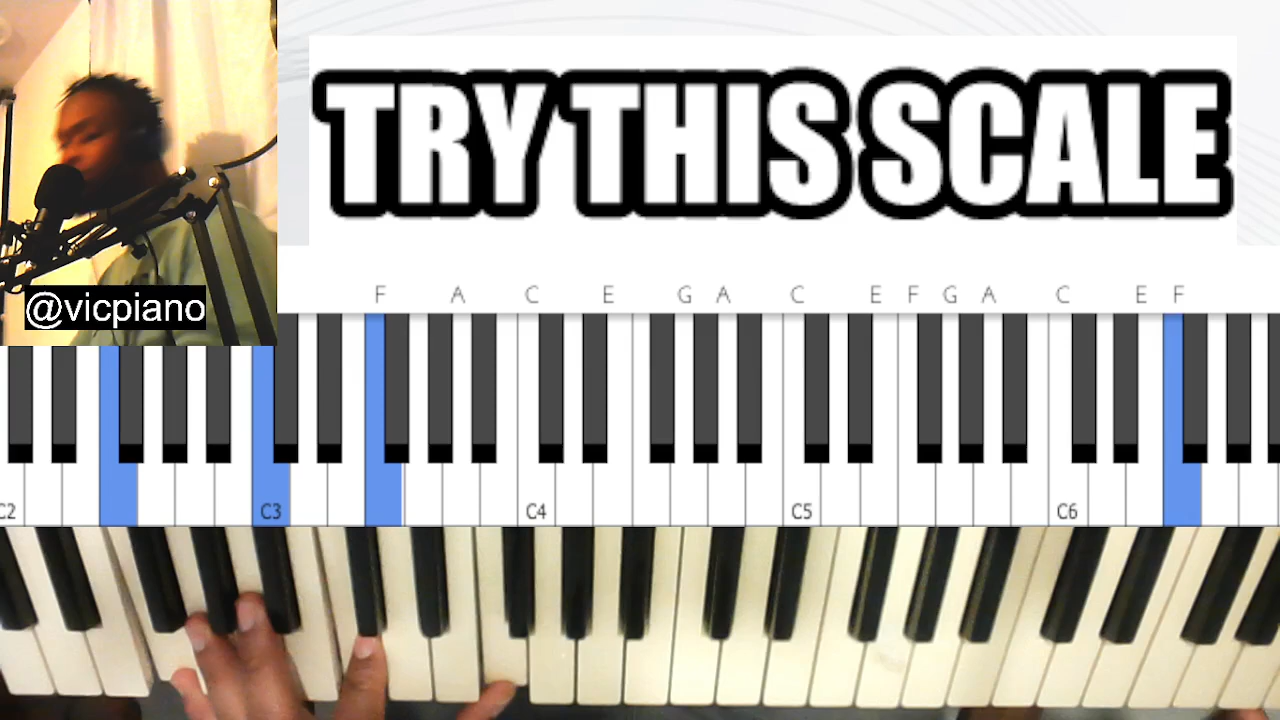 TRY THIS SCALE
@vicpiano
F A C E G A C E F G A C E F
C2 C3 C4 C5 C6